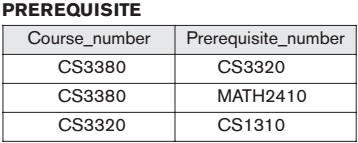 PREREQUISITE
Course_number Prerequisite_number
CS3380 CS3320
CS3380 MATH2410
CS3320 CS1310